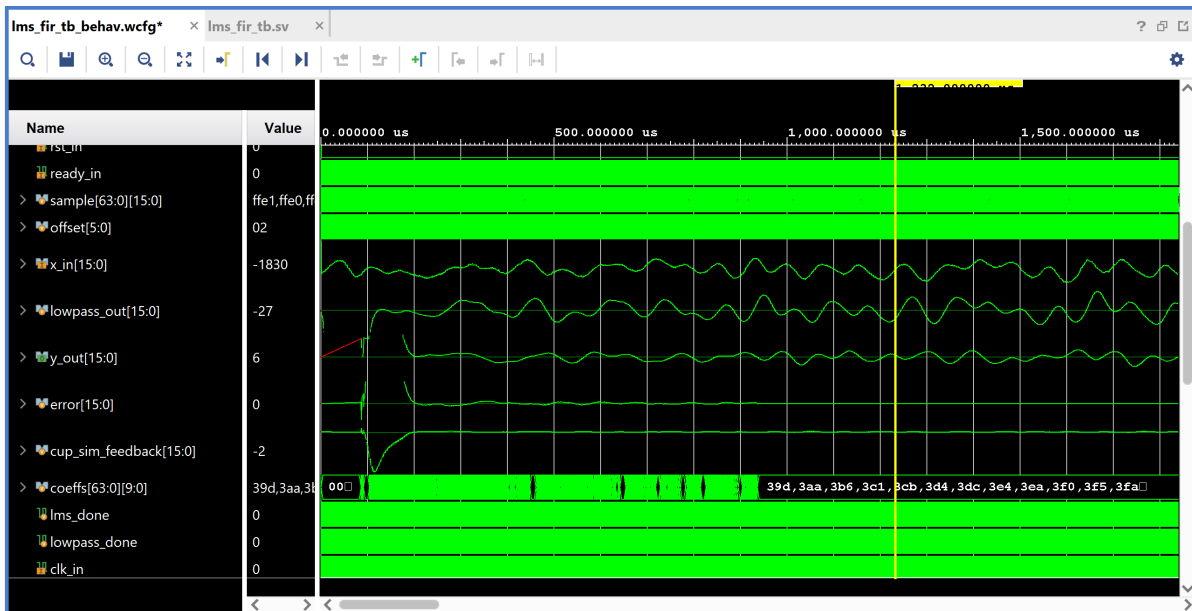 lms_fir_tb_behav.wcfg* × lms_fir_tb.sv ×
?
Name Value
0.000000 us 500.000000 us 1,000.000000 us 1,500.000000 us
rst_in 0
ready_in 0
sample[63:0][15:0] ffe1,ffe0,ff
offset[5:0] 02
x_in[15:0] -1830
lowpass_out[15:0] -27
y_out[15:0] 6
error[15:0] 0
cup_sim_feedback[15:0] -2
coeffs[63:0][9:0] 39d,3aa,3b 00 39d,3aa,3b6,3c1,3cb,3d4,3dc,3e4,3ea,3f0,3f5,3fa
lms_done 0
lowpass_done 0
clk_in 0